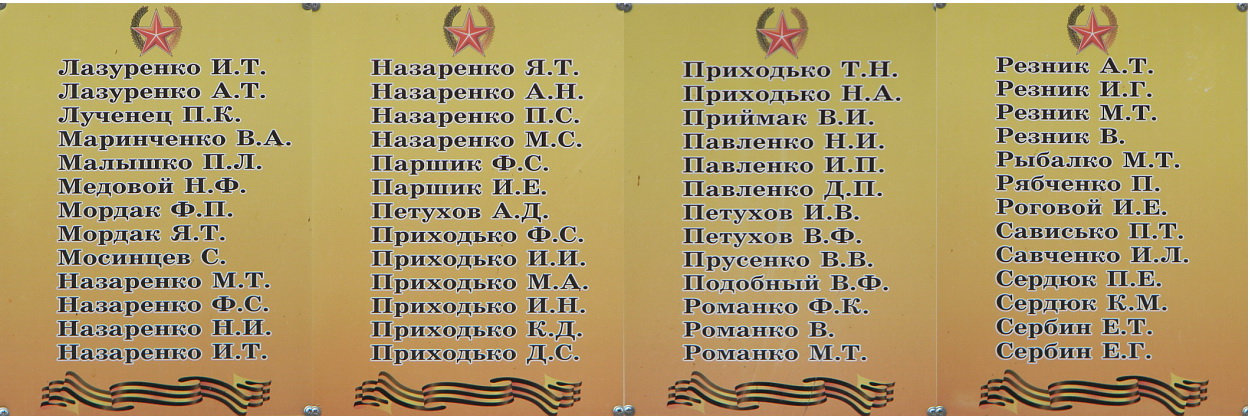 Лазуренко И.Т.
Лазуренко А.Т.
Лученец П.К.
Маринченко В.А.
Малышко П.Л.
Медовой Н.Ф.
Мордак Ф.П.
Мордак Я.Т.
Мосинцев С.
Назаренко М.Т.
Назаренко Ф.С.
Назаренко Н.И.
Назаренко И.Т.
Назаренко Я.Т.
Назаренко А.Н.
Назаренко П.С.
Назаренко М.С.
Паршик Ф.С.
Паршик И.Е.
Петухов А.Д.
Приходько Ф.С.
Приходько И.И.
Приходько М.А.
Приходько И.Н.
Приходько К.Д.
Приходько Д.С.
Приходько Т.Н.
Приходько Н.А.
Приймак В.И.
Павленко Н.И.
Павленко И.П.
Павленко Д.П.
Петухов И.В.
Петухов В.Ф.
Прусенко В.В.
Подобный В.Ф.
Романко Ф.К.
Романко В.
Романко М.Т.
Резник А.Т.
Резник И.Г.
Резник М.Т.
Резник В.
Рыбалко М.Т.
Рябченко П.
Роговой И.Е.
Сависько П.Т.
Савченко И.Л.
Сердюк П.Е.
Сердюк К.М.
Сербин Е.Т.
Сербин Е.Г.